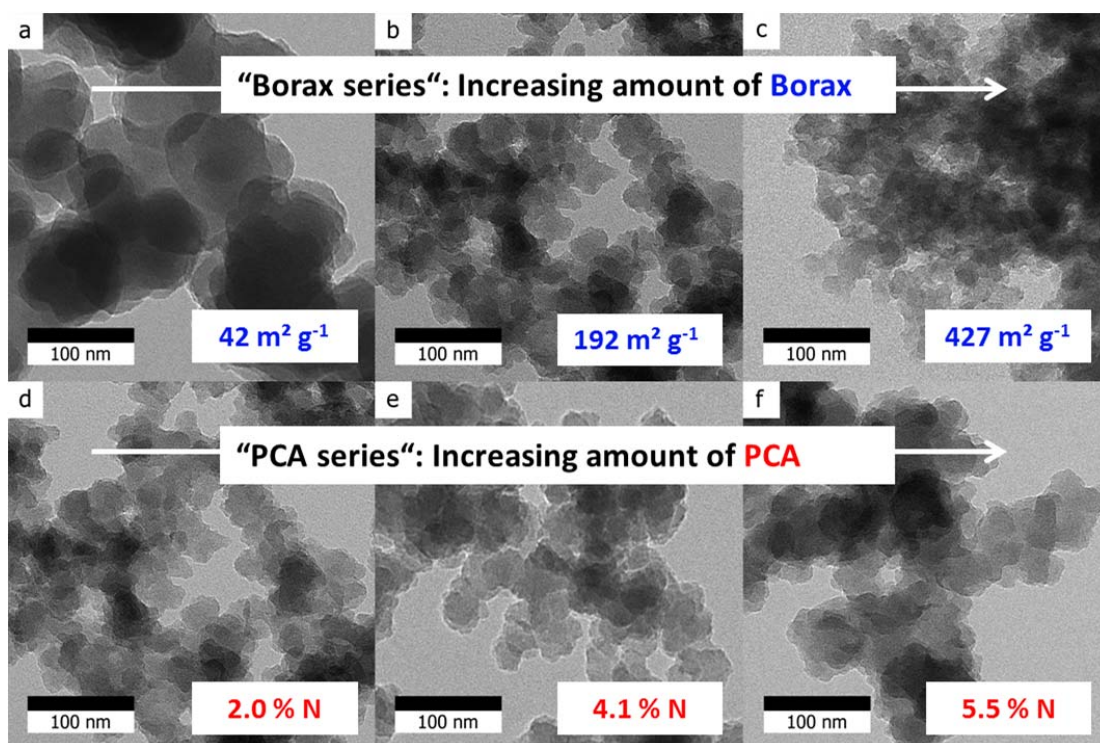 a
b
c
“Borax series“: Increasing amount of Borax
100 nm
42 m² g⁻¹
100 nm
192 m² g⁻¹
100 nm
427 m² g⁻¹
d
e
f
“PCA series“: Increasing amount of PCA
100 nm
2.0 % N
100 nm
4.1 % N
100 nm
5.5 % N